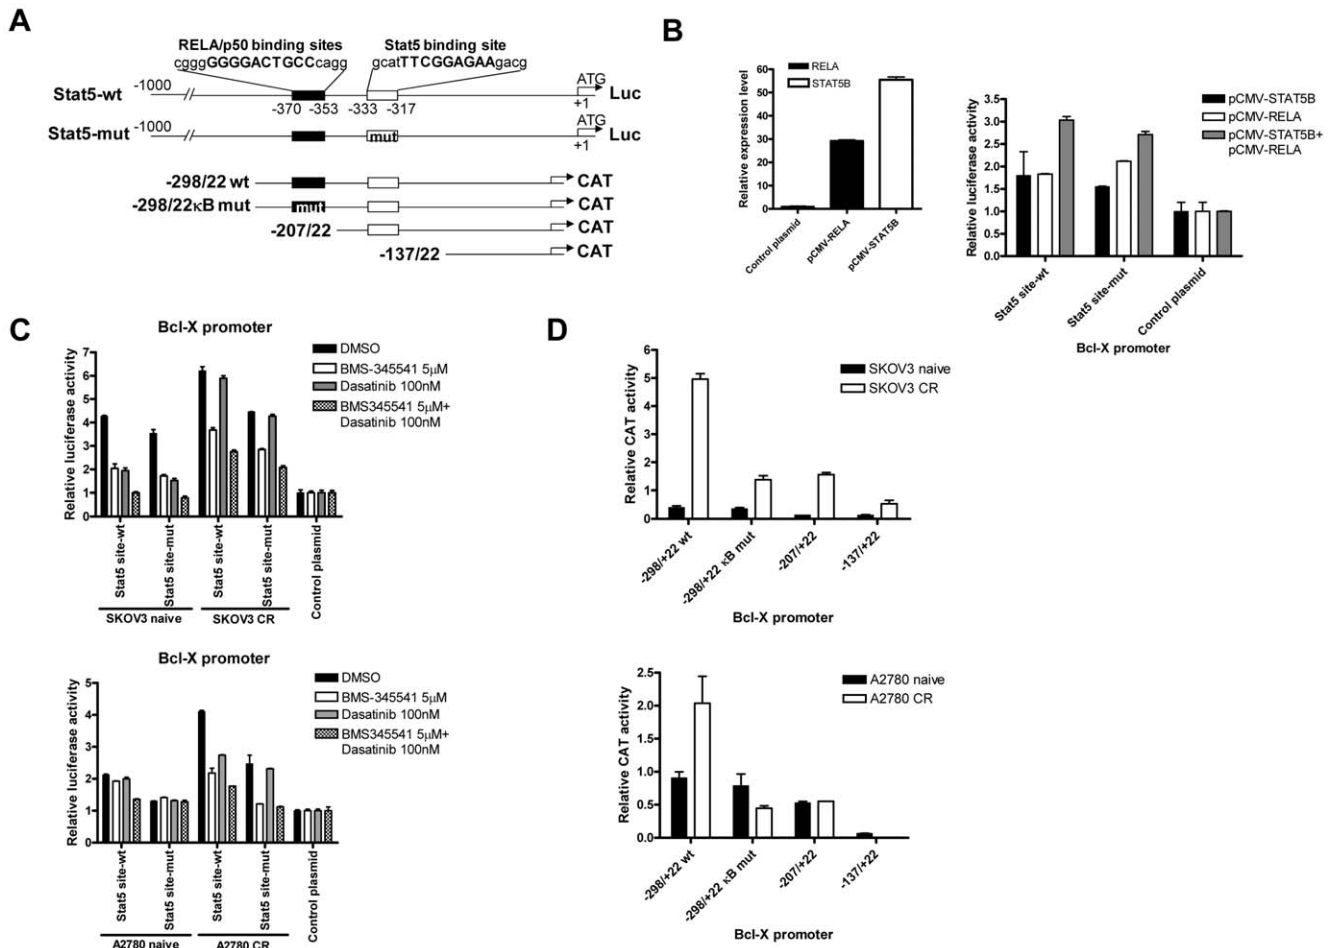 A
RELA/p50 binding sites
Stat5 binding site
cgggGGGGACTGCCcagg
gcatTTCGGAGAAgacg
Stat5-wt
-1000
-370
-353
-333
-317
ATG
+1
Luc
Stat5-mut
-1000
mut
ATG
+1
Luc
-298/22 wt
CAT
-298/22κB mut
mut
CAT
-207/22
CAT
-137/22
CAT
B
Relative expression level
60
50
40
30
20
10
0
RELA
STAT5B
Control plasmid
pCMV-RELA
pCMV-STAT5B
Relative luciferase activity
3.5
3.0
2.5
2.0
1.5
1.0
0.5
0.0
pCMV-STAT5B
pCMV-RELA
pCMV-STAT5B+
pCMV-RELA
Stat5 site-wt
Stat5 site-mut
Control plasmid
Bcl-X promoter
C
Bcl-X promoter
Relative luciferase activity
7
6
5
4
3
2
1
0
DMSO
BMS-345541 5µM
Dasatinib 100nM
BMS345541 5µM+
Dasatinib 100nM
Stat5 site-wt
Stat5 site-mut
Stat5 site-wt
Stat5 site-mut
Control plasmid
SKOV3 naive
SKOV3 CR
Bcl-X promoter
Relative luciferase activity
5
4
3
2
1
0
DMSO
BMS-345541 5µM
Dasatinib 100nM
BMS345541 5µM+
Dasatinib 100nM
Stat5 site-wt
Stat5 site-mut
Stat5 site-wt
Stat5 site-mut
Control plasmid
A2780 naive
A2780 CR
D
Relative CAT activity
6
5
4
3
2
1
0
SKOV3 naive
SKOV3 CR
-298/+22 wt
-298/+22 κB mut
-207/+22
-137/+22
Bcl-X promoter
Relative CAT activity
2.5
2.0
1.5
1.0
0.5
0.0
A2780 naive
A2780 CR
-298/+22 wt
-298/+22 κB mut
-207/+22
-137/+22
Bcl-X promoter